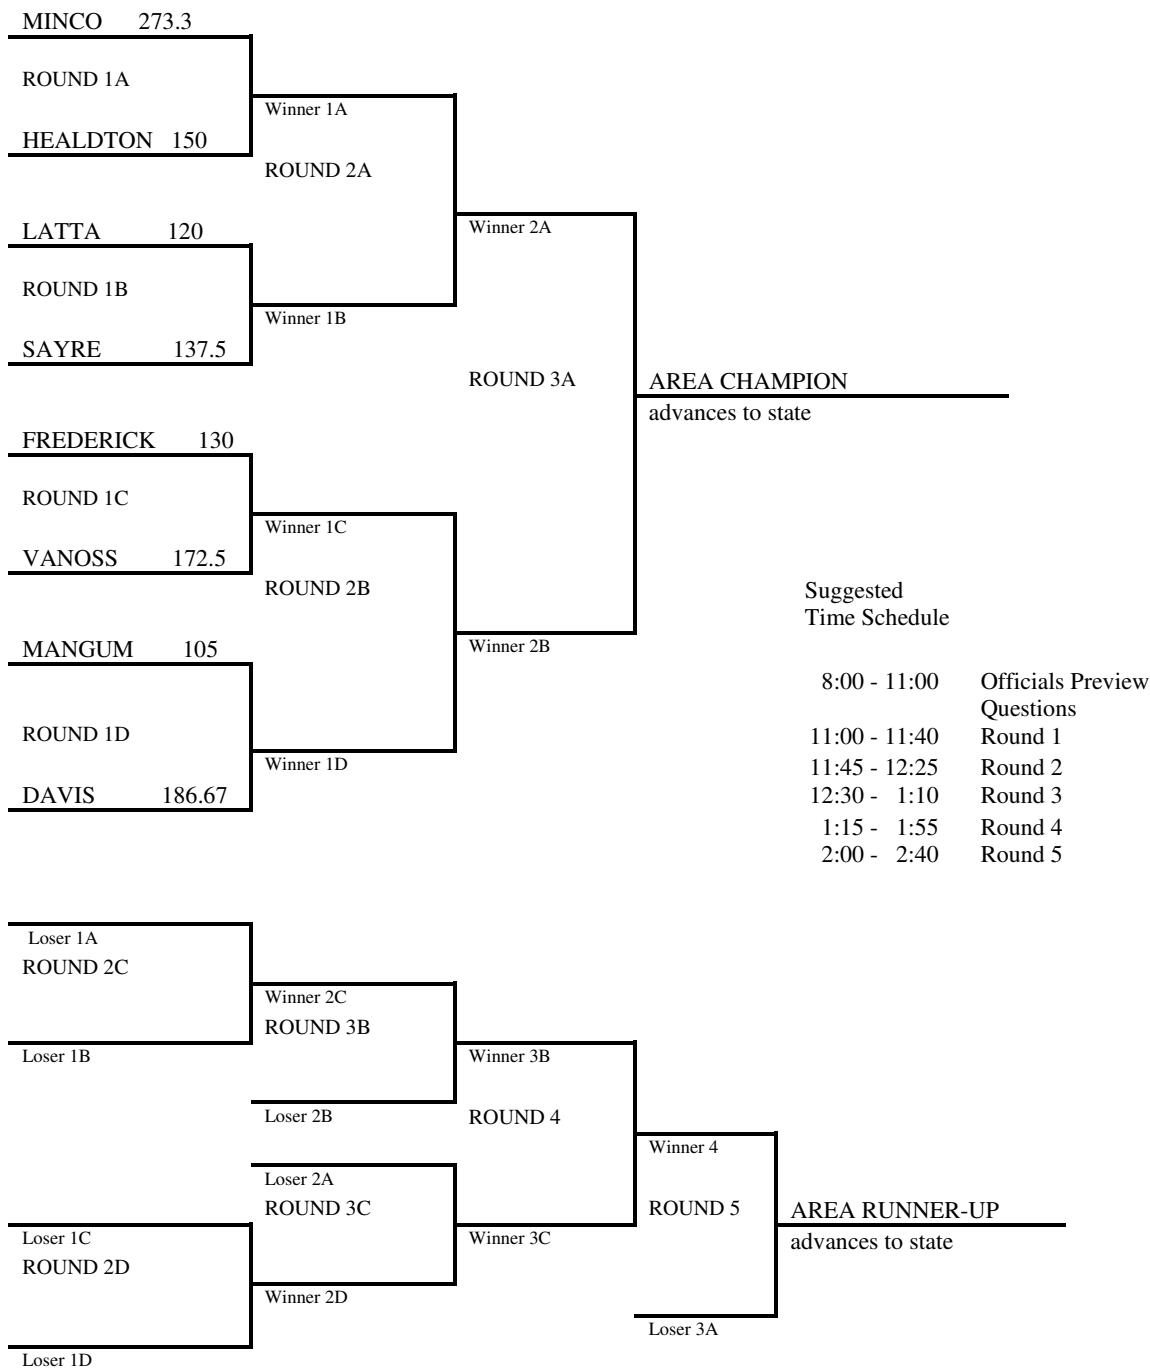 MINCO 273.3
ROUND 1A
Winner 1A
HEALDTON 150
ROUND 2A
LATTA 120
Winner 2A
ROUND 1B
Winner 1B
SAYRE 137.5
ROUND 3A
AREA CHAMPION
advances to state
FREDERICK 130
ROUND 1C
Winner 1C
VANOSS 172.5
ROUND 2B
Suggested
Time Schedule
MANGUM 105
Winner 2B
8:00 - 11:00 Officials Preview
Questions
ROUND 1D
11:00 - 11:40 Round 1
Winner 1D
11:45 - 12:25 Round 2
DAVIS 186.67
12:30 - 1:10 Round 3
1:15 - 1:55 Round 4
2:00 - 2:40 Round 5
Loser 1A
ROUND 2C
Winner 2C
ROUND 3B
Loser 1B
Winner 3B
Loser 2B
ROUND 4
Winner 4
Loser 2A
ROUND 3C
ROUND 5
AREA RUNNER-UP
Loser 1C
Winner 3C
advances to state
ROUND 2D
Winner 2D
Loser 3A
Loser 1D